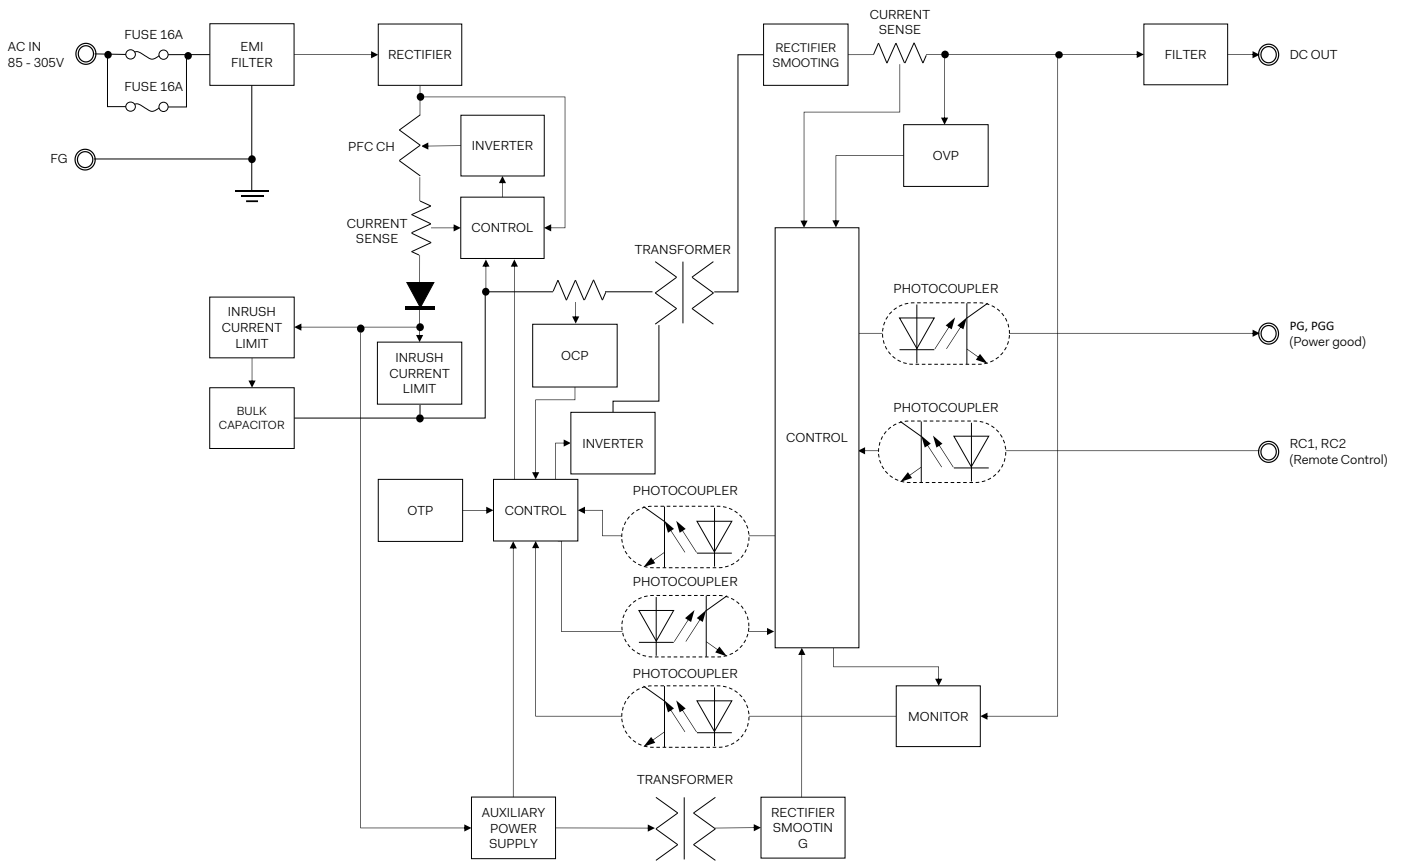 AC IN
85 - 305V
FUSE 16A
FUSE 16A
EMI
FILTER
RECTIFIER
FG
PFC CH
INVERTER
CURRENT
SENSE
CONTROL
INRUSH
CURRENT
LIMIT
INRUSH
CURRENT
LIMIT
BULK
CAPACITOR
OCP
TRANSFORMER
INVERTER
OTP
CONTROL
RECTIFIER
SMOOTING
CURRENT
SENSE
FILTER
DC OUT
OVP
CONTROL
PHOTOCOUPLER
PG, PGG
(Power good)
PHOTOCOUPLER
RC1, RC2
(Remote Control)
PHOTOCOUPLER
PHOTOCOUPLER
PHOTOCOUPLER
MONITOR
AUXILIARY
POWER
SUPPLY
TRANSFORMER
RECTIFIER
SMOOTIN
G